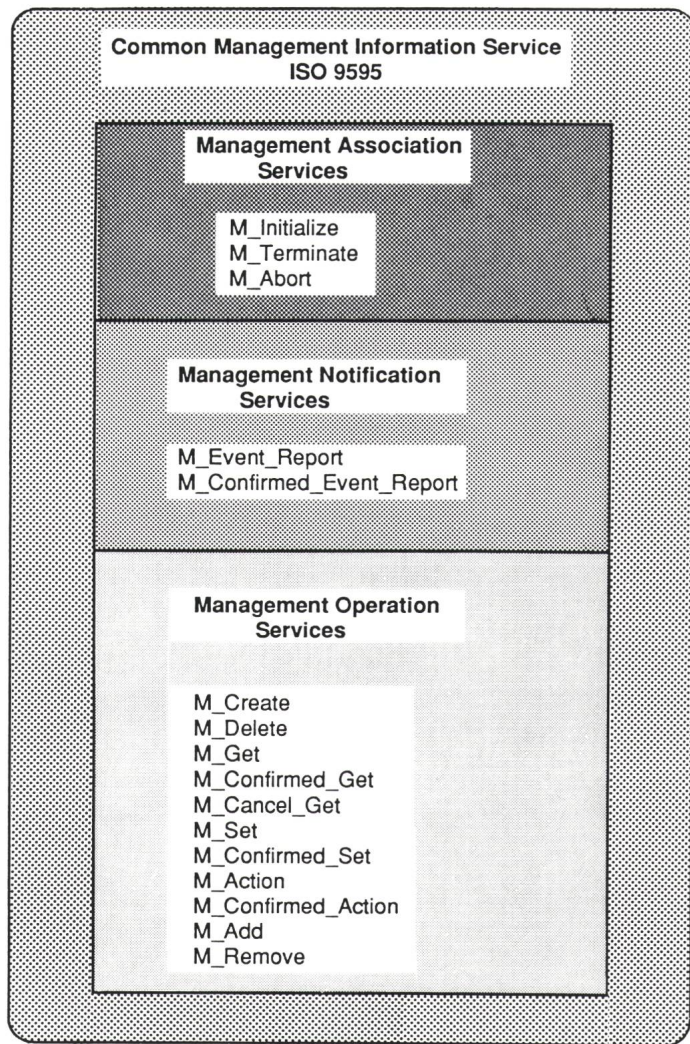 Common Management Information Service
ISO 9595
Management Association
Services
M_Initialize
M_Terminate
M_Abort
Management Notification
Services
M_Event_Report
M_Confirmed_Event_Report
Management Operation
Services
M_Create
M_Delete
M_Get
M_Confirmed_Get
M_Cancel_Get
M_Set
M_Confirmed_Set
M_Action
M_Confirmed_Action
M_Add
M_Remove